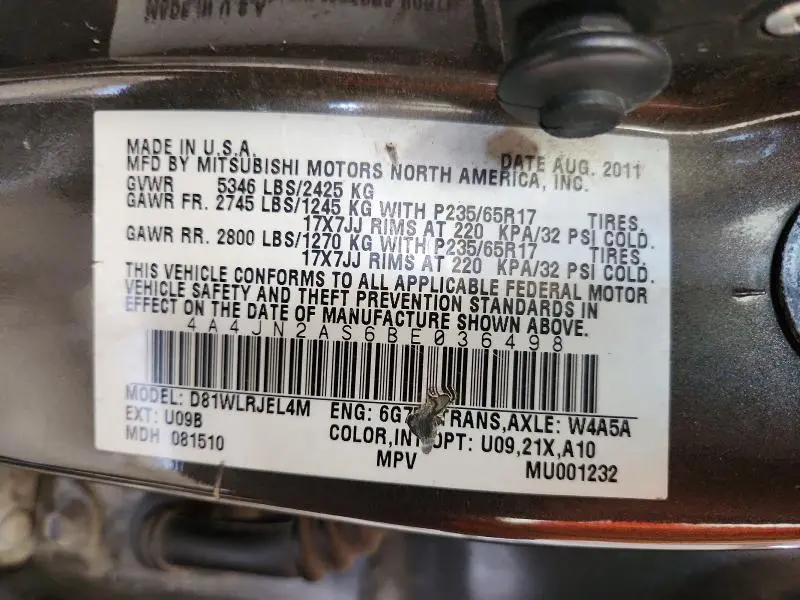 MADE IN U.S.A. DATE AUG. 2011
MFD BY MITSUBISHI MOTORS NORTH AMERICA, INC.
GVWR 5346 LBS/2425 KG
GAWR FR. 2745 LBS/1245 KG WITH P235/65R17 TIRES,
17X7JJ RIMS AT 220 KPA/32 PSI COLD.
GAWR RR. 2800 LBS/1270 KG WITH P235/65R17 TIRES,
17X7JJ RIMS AT 220 KPA/32 PSI COLD.
THIS VEHICLE CONFORMS TO ALL APPLICABLE FEDERAL MOTOR
VEHICLE SAFETY AND THEFT PREVENTION STANDARDS IN
EFFECT ON THE DATE OF MANUFACTURE SHOWN ABOVE.
4A4JN2AS6BE036498
MODEL: D81WLRJEL4M ENG: TRANS,AXLE: W4A5A
EXT: U09B COLOR, OPT: U09,21X,A10
MDH 081510 MPV MU001232